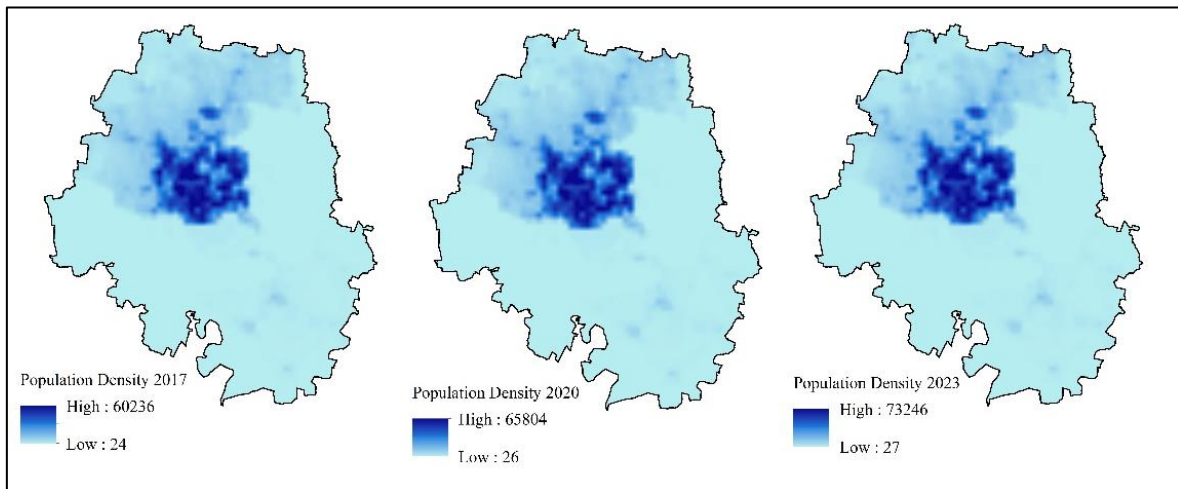 Population Density 2017
High : 60236
Low : 24
Population Density 2020
High : 65804
Low : 26
Population Density 2023
High : 73246
Low : 27